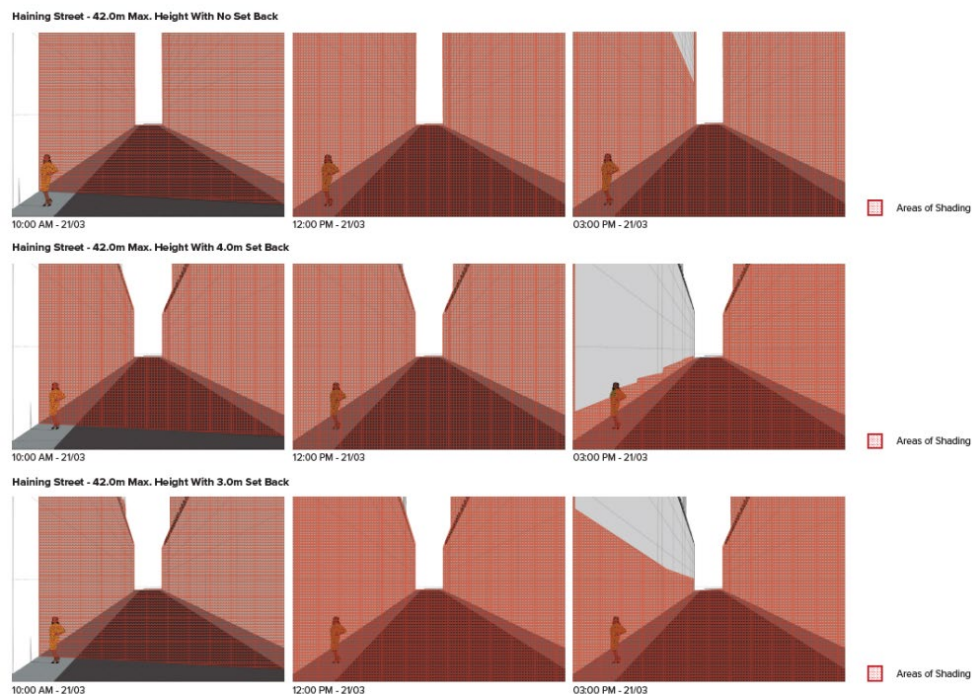 Haining Street - 42.0m Max. Height With No Set Back
10:00 AM - 21/03
12:00 PM - 21/03
03:00 PM - 21/03
Areas of Shading
Haining Street - 42.0m Max. Height With 4.0m Set Back
10:00 AM - 21/03
12:00 PM - 21/03
03:00 PM - 21/03
Areas of Shading
Haining Street - 42.0m Max. Height With 3.0m Set Back
10:00 AM - 21/03
12:00 PM - 21/03
03:00 PM - 21/03
Areas of Shading